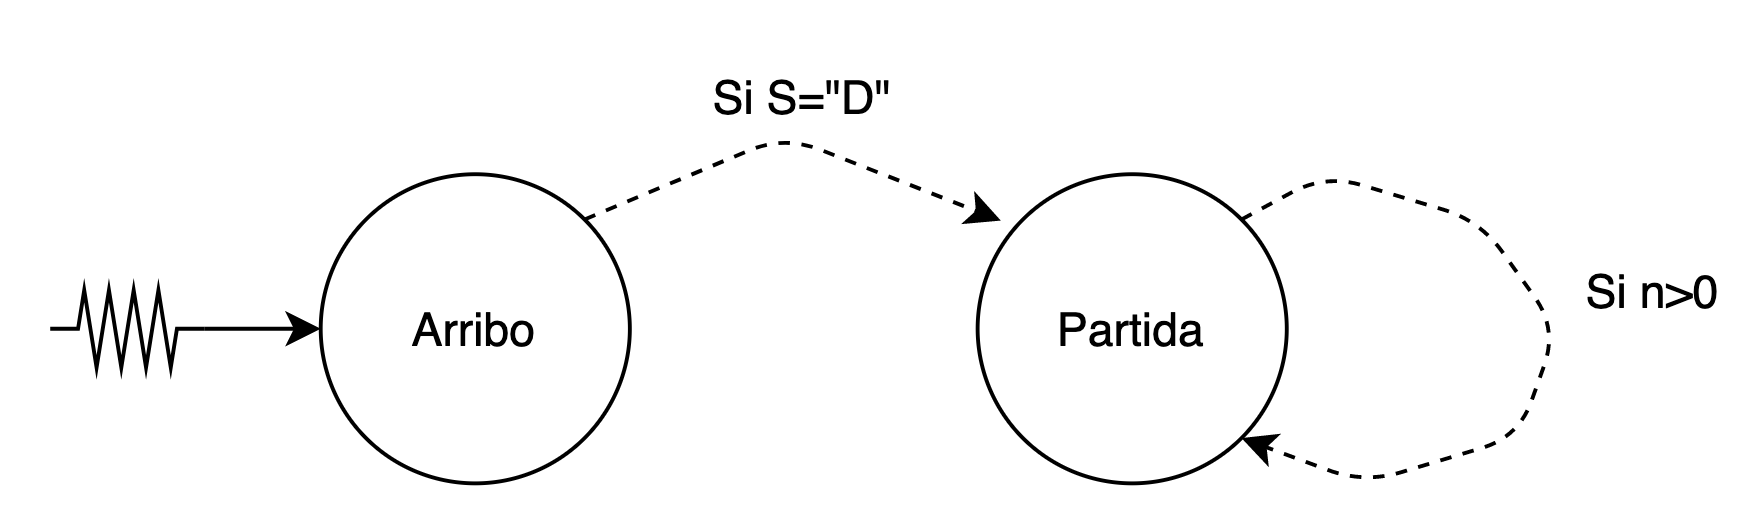 Si S="D"
Si n>0
Arribo
Partida